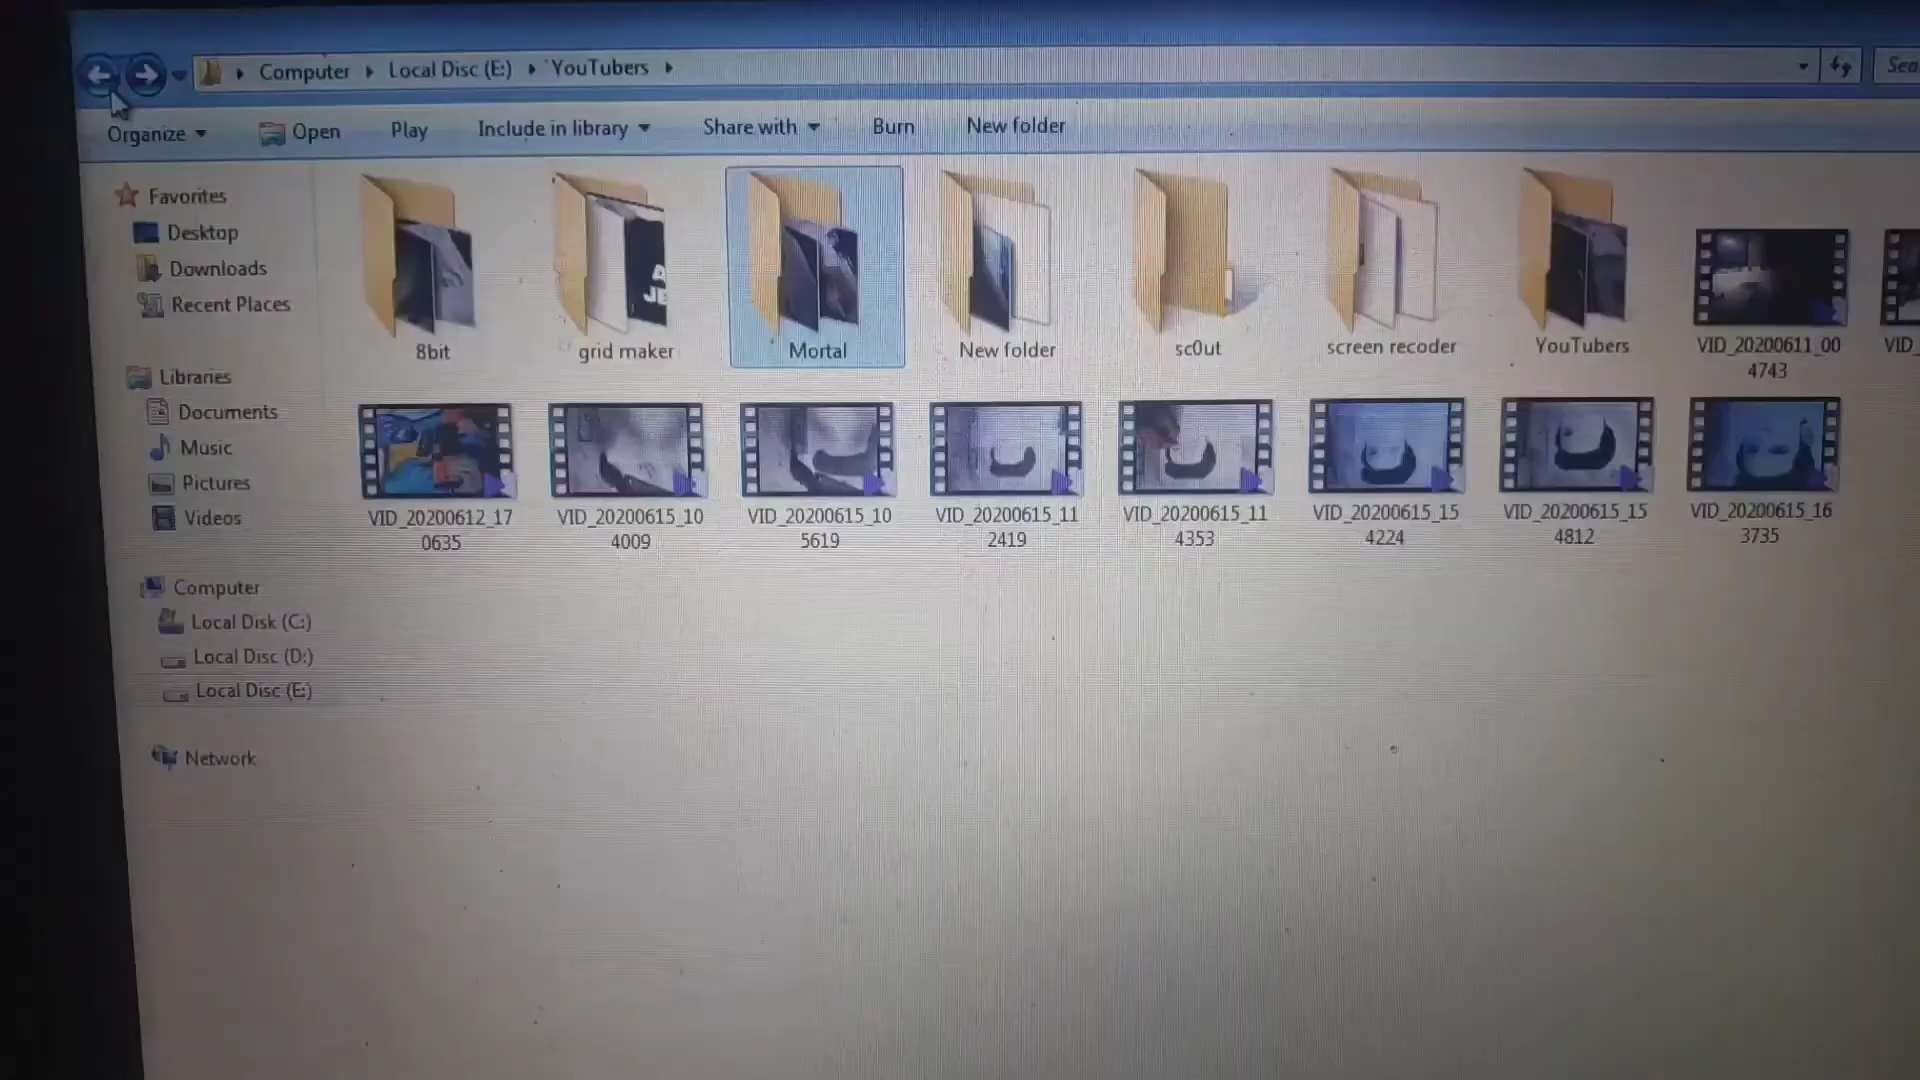 Computer Local Disc (E:) YouTubers
Organize Open Play Include in library Share with Burn New folder
Favorites
Desktop
Downloads
Recent Places
Libraries
Documents
Music
Pictures
Videos
Computer
Local Disk (C:)
Local Disc (D:)
Local Disc (E:)
Network
8bit grid maker Mortal New folder sc0ut screen recoder YouTubers VID_20200611_00
4743
VID_20200612_17 VID_20200615_10 VID_20200615_10 VID_20200615_11 VID_20200615_11 VID_20200615_15 VID_20200615_15 VID_20200615_16
0635 4009 5619 2419 4353 4224 4812 3735